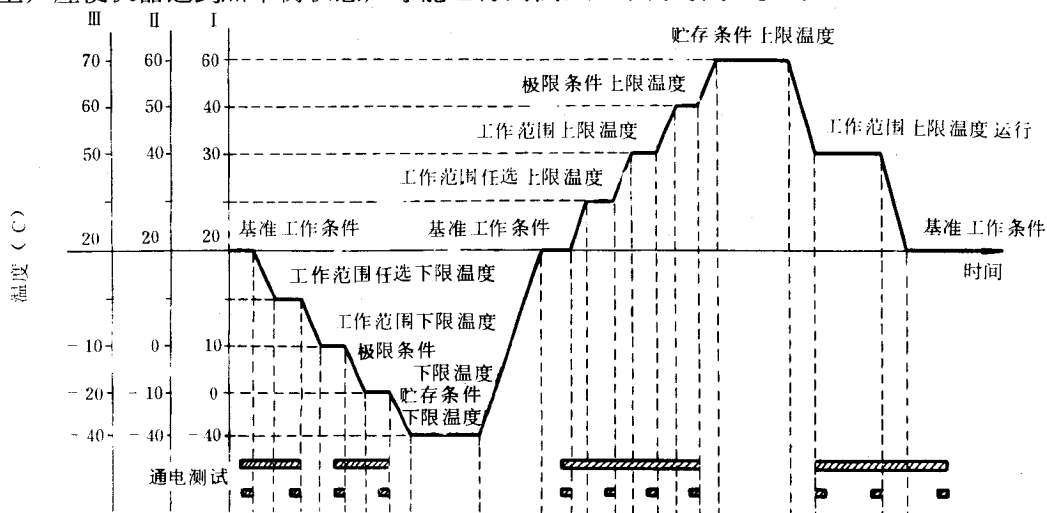 Ⅲ Ⅱ Ⅰ
贮存条件上限温度
70 60 60
极限条件上限温度
60 50 40
工作范围上限温度
工作范围上限温度运行
50 40 30
工作范围任选上限温度
基准工作条件
基准工作条件
基准工作条件
20 20 20
时间
温度(C)
工作范围任选下限温度
工作范围下限温度
-10 0 10
极限条件
下限温度
-20 -10 0
贮存条件
下限温度
-40 -40 -40
通电测试